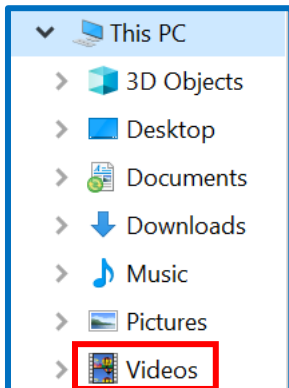 This PC
3D Objects
Desktop
Documents
Downloads
Music
Pictures
Videos